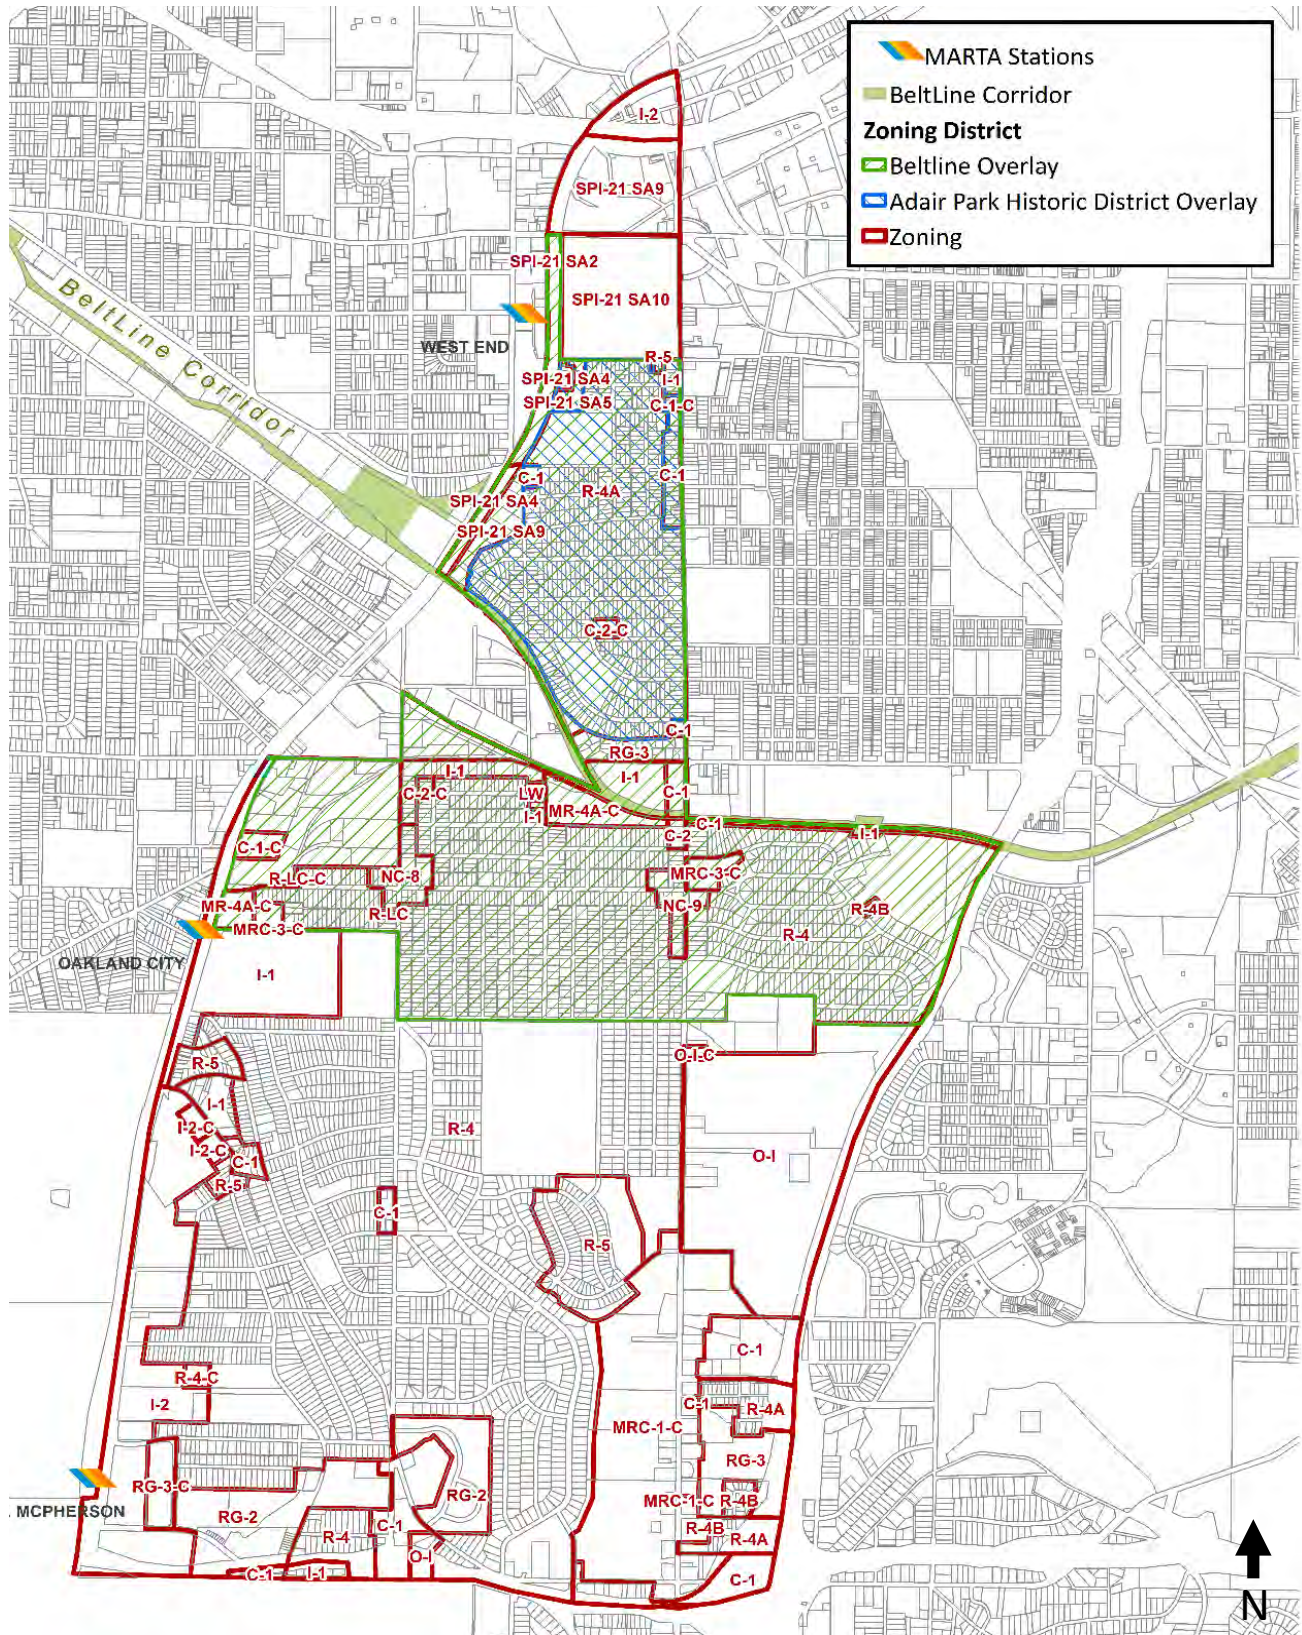 MARTA Stations
BeltLine Corridor
Zoning District
Beltline Overlay
Adair Park Historic District Overlay
Zoning
I-2
SPI-21 SA9
SPI-21 SA2
SPI-21 SA10
BeltLine Corridor
WEST END
R-5
SPI-21 SA4
I-1
SPI-21 SA5
C-1-C
C-1
R-4A
C-1
SPI-21 SA4
SPI-21 SA9
C-2-C
C-1
RG-3
I-1
I-1
C-2-C
LW
C-1
I-1
MR-4A-C
C-1
C-2
I-1
C-1-C
R-LC-C
NC-8
MRC-3-C
MR-4A-C
R-LC
NC-9
R-4B
MRC-3-C
R-4
OAKLAND CITY
I-1
O-I-C
R-5
I-1
I-2-C
R-4
I-2-C
C-1
O-I
R-5
C-1
R-5
C-1
R-4-C
I-2
C-1
R-4A
MRC-1-C
RG-3
RG-3-C
RG-2
MRC-1-C
R-4B
MCPHERSON
RG-2
C-1
R-4B
R-4
R-4A
O-I
C-1
I-1
C-1
N